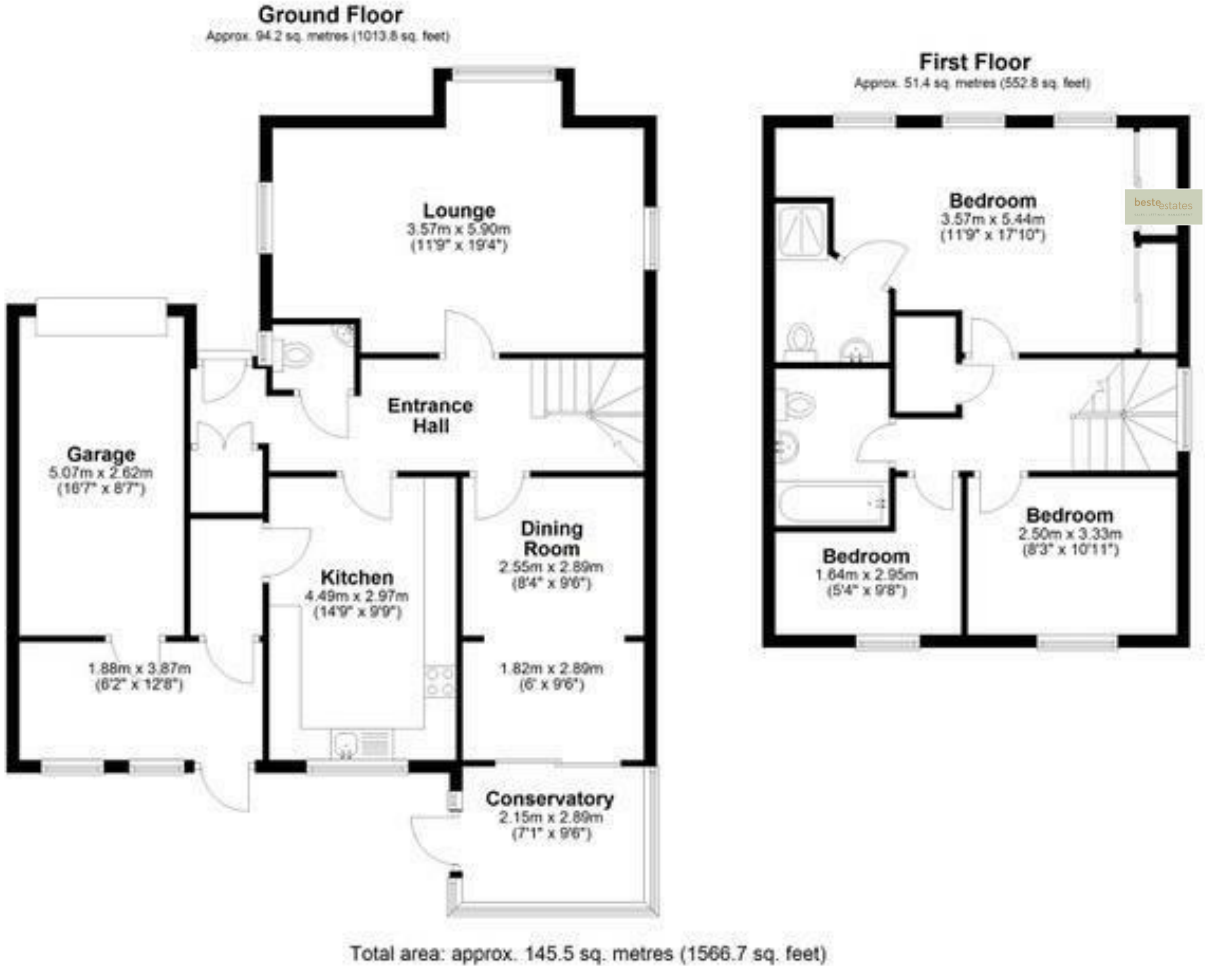 Ground Floor
Approx. 94.2 sq. metres (1013.8 sq. feet)
First Floor
Approx. 51.4 sq. metres (552.8 sq. feet)
Lounge
3.57m x 5.90m
(11'9" x 19'4")
Bedroom
3.57m x 5.44m
(11'9" x 17'10")
beste estates
Entrance
Hall
Garage
5.07m x 2.62m
(16'7" x 8'7")
Kitchen
4.49m x 2.97m
(14'9" x 9'9")
Dining
Room
2.55m x 2.89m
(8'4" x 9'6")
Bedroom
1.64m x 2.95m
(5'4" x 9'8")
Bedroom
2.50m x 3.33m
(8'3" x 10'11")
1.88m x 3.87m
(6'2" x 12'8")
1.82m x 2.89m
(6' x 9'6")
Conservatory
2.15m x 2.89m
(7'1" x 9'6")
Total area: approx. 145.5 sq. metres (1566.7 sq. feet)